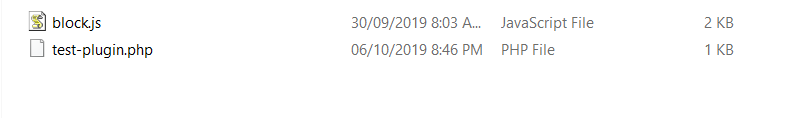 block.js 30/09/2019 8:03 A... JavaScript File 2 KB
test-plugin.php 06/10/2019 8:46 PM PHP File 1 KB